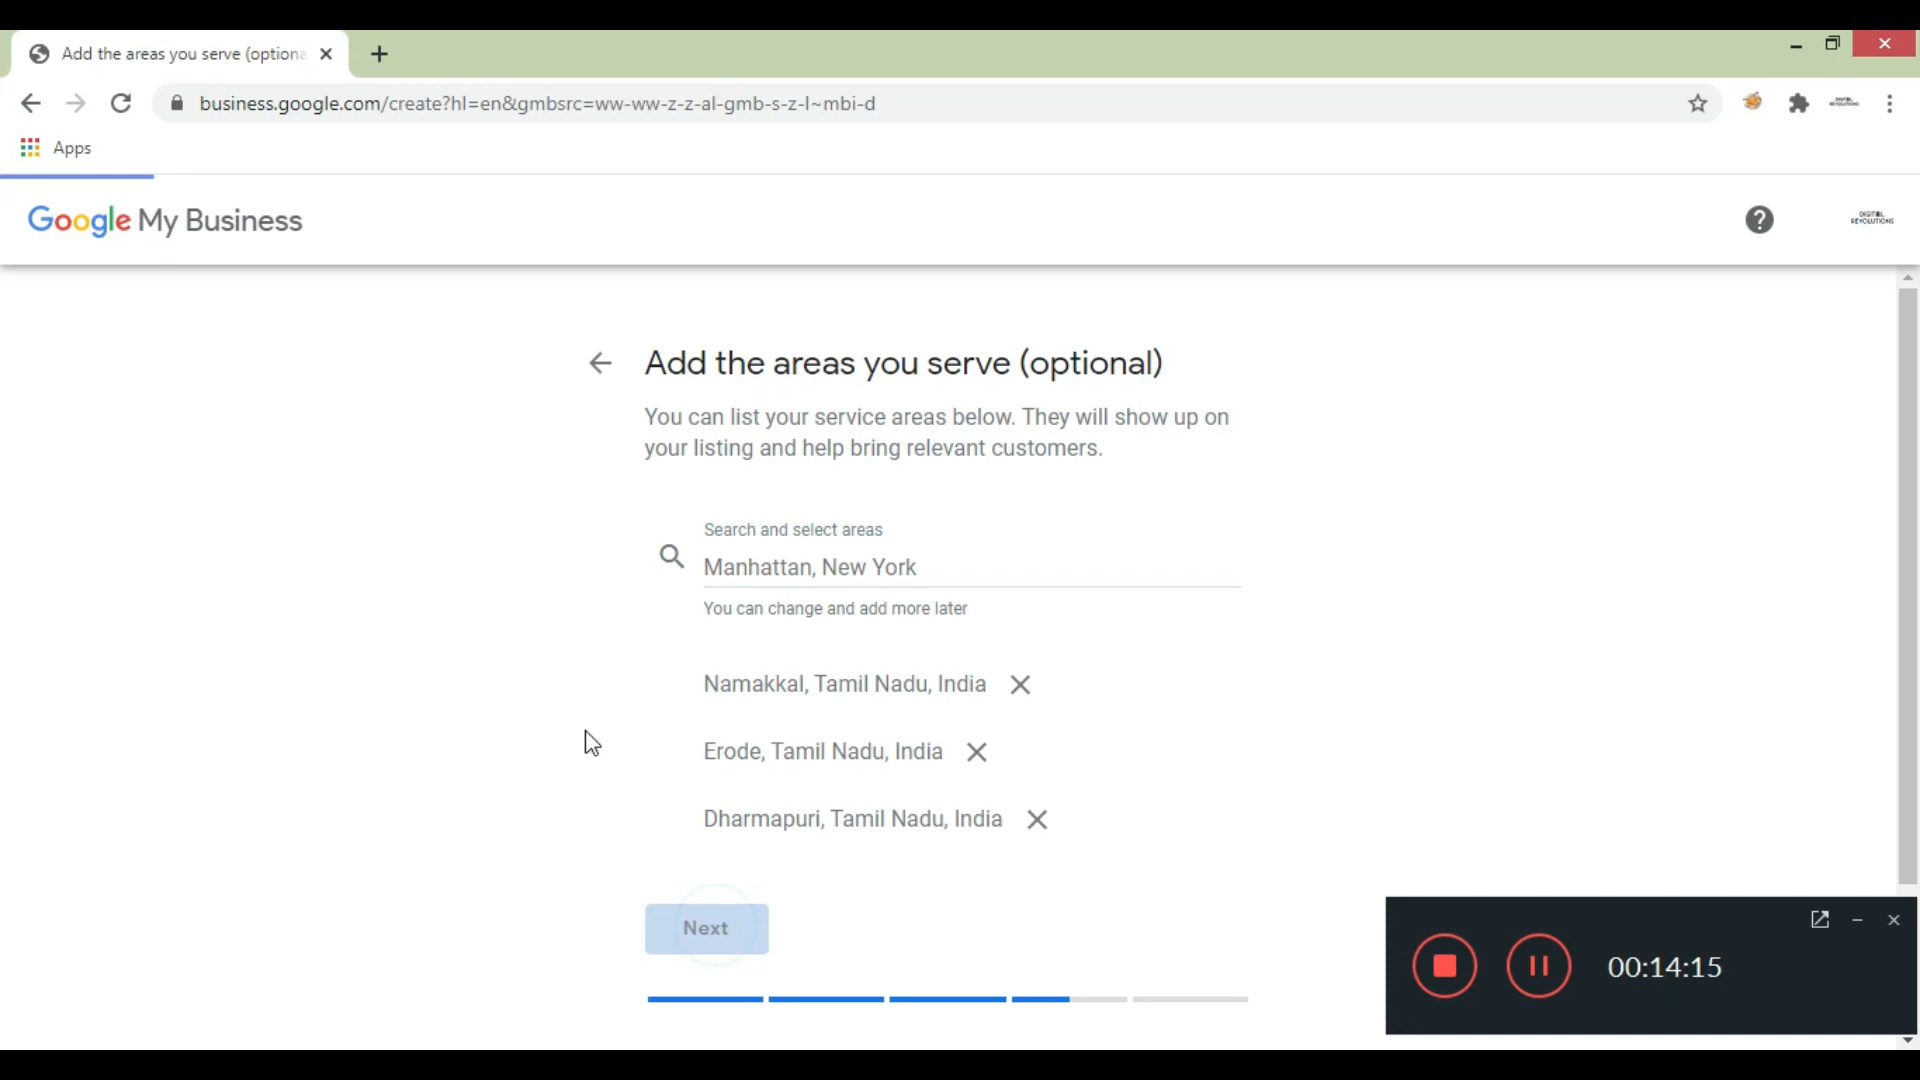 Add the areas you serve (optiona
business.google.com/create?hl=en&gmbsrc=ww-ww-z-z-al-gmb-s-z-l~mbi-d
Apps
Google My Business
DIGITAL
REVOLUTIONS
Add the areas you serve (optional)
You can list your service areas below. They will show up on
your listing and help bring relevant customers.
Search and select areas
Manhattan, New York
You can change and add more later
Namakkal, Tamil Nadu, India
Erode, Tamil Nadu, India
Dharmapuri, Tamil Nadu, India
Next
00:14:15